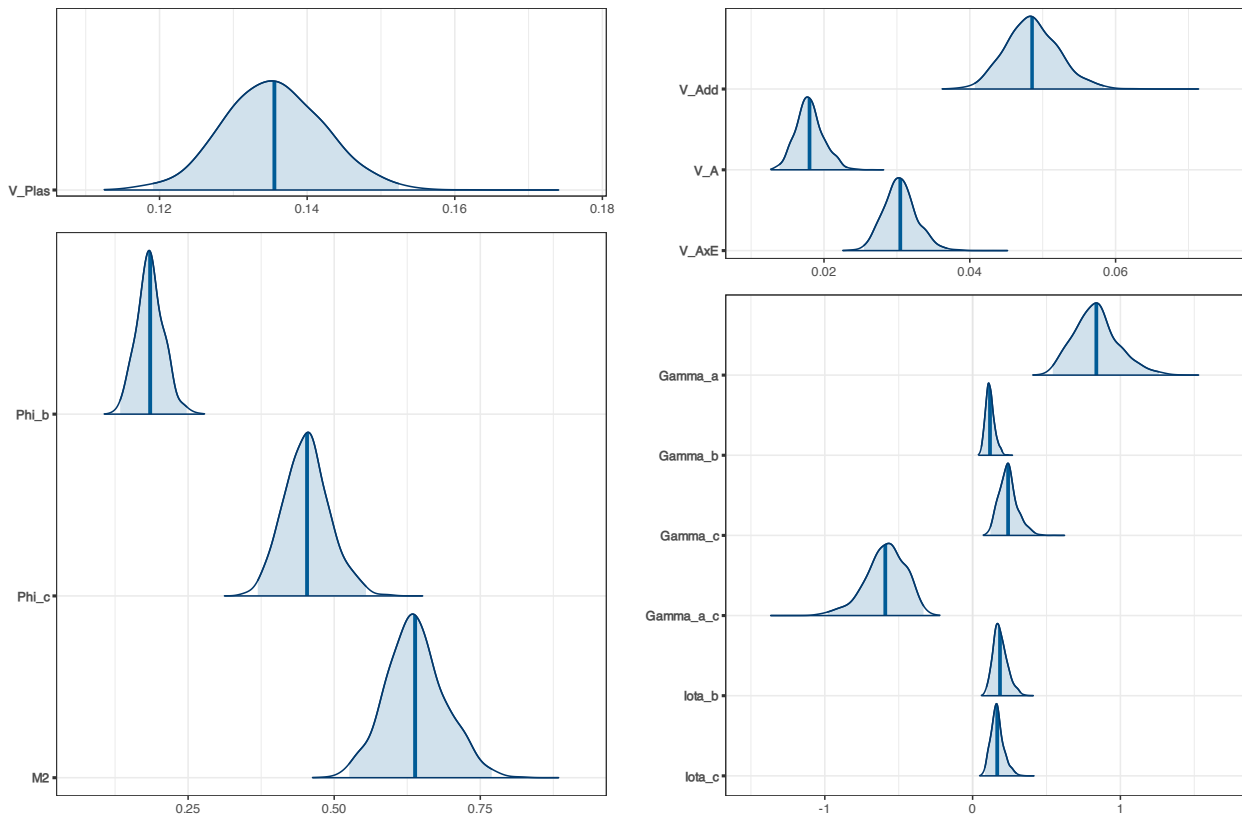 V_Plas
0.12 0.14 0.16 0.18
Phi_b
Phi_c
M2
0.25 0.50 0.75
V_Add
V_A
V_AxE
0.02 0.04 0.06
Gamma_a
Gamma_b
Gamma_c
Gamma_a_c
Iota_b
Iota_c
-1 0 1